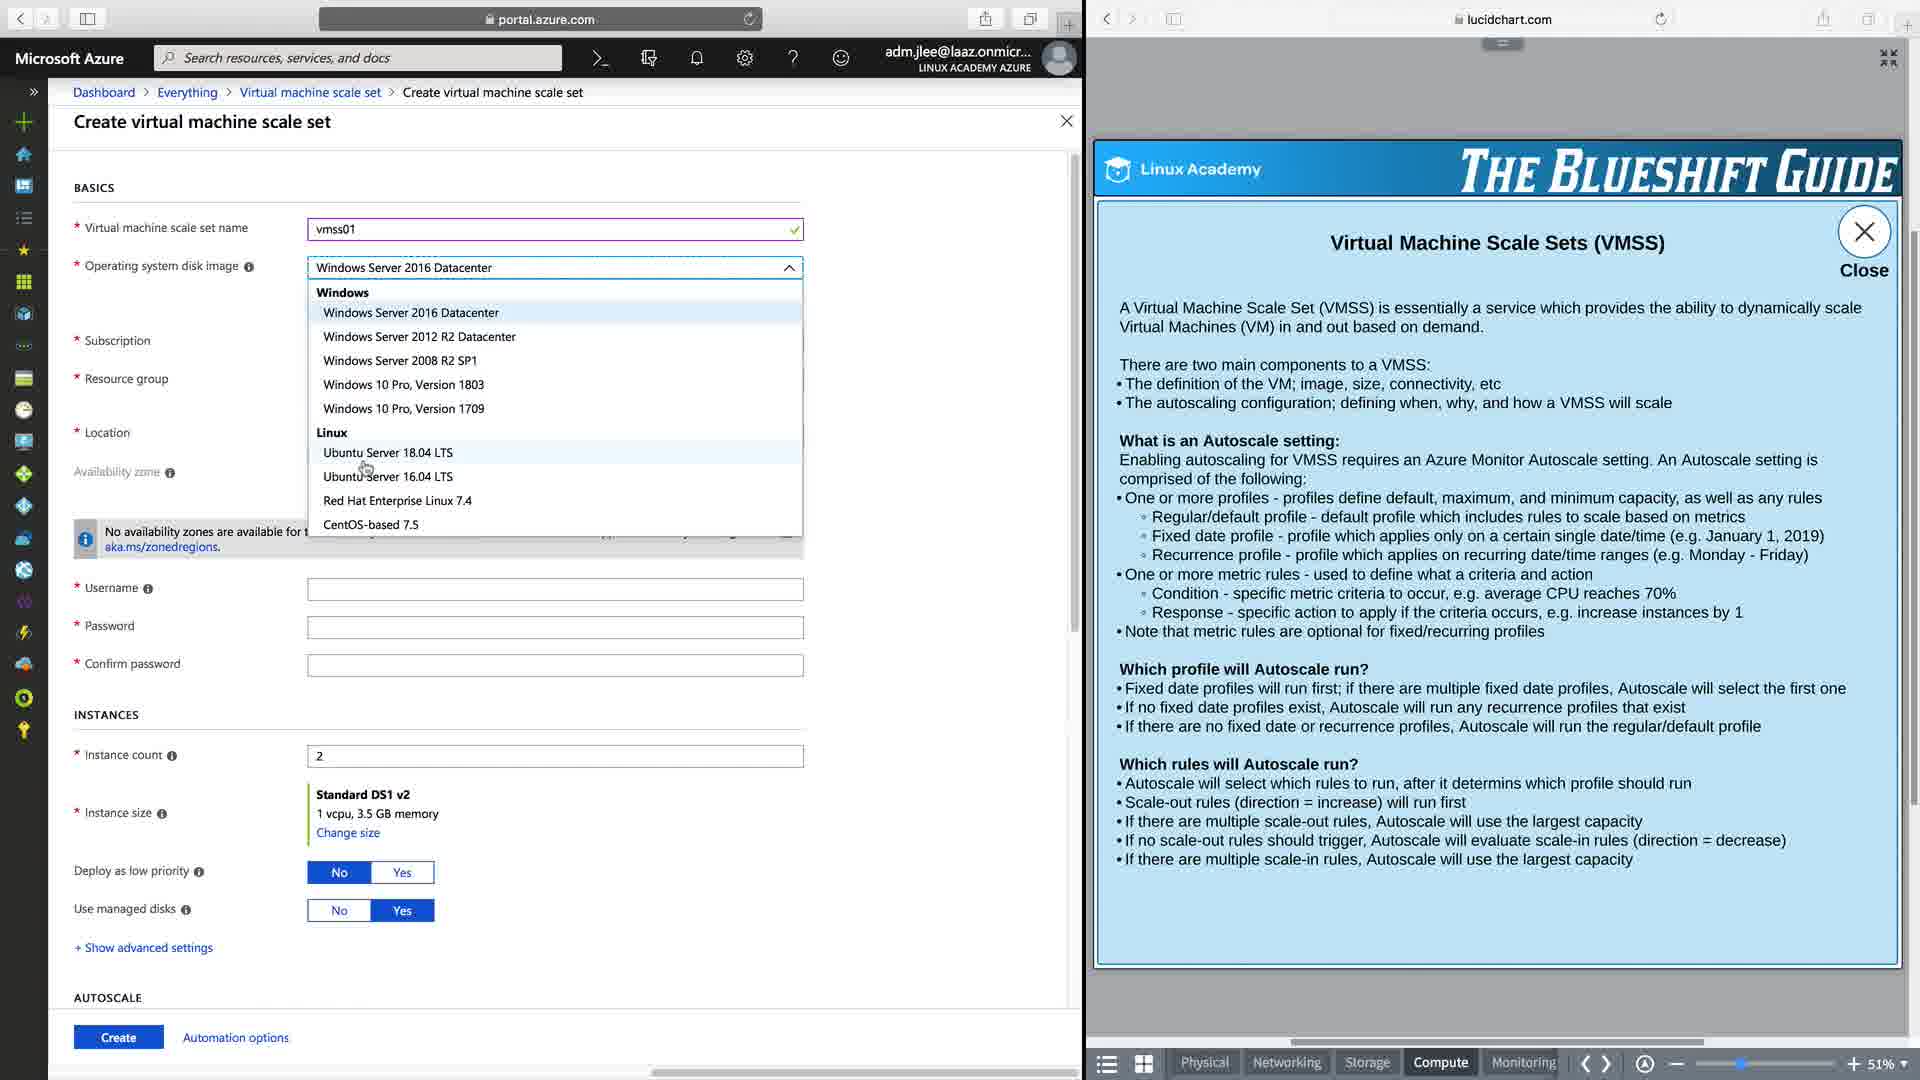 portal.azure.com
Microsoft Azure
Search resources, services, and docs
adm.jlee@laaz.onmicr...
LINUX ACADEMY AZURE
Dashboard > Everything > Virtual machine scale set > Create virtual machine scale set
Create virtual machine scale set
BASICS
* Virtual machine scale set name
vmss01
* Operating system disk image
Windows Server 2016 Datacenter
Windows
Windows Server 2016 Datacenter
Windows Server 2012 R2 Datacenter
Windows Server 2008 R2 SP1
Windows 10 Pro, Version 1803
Windows 10 Pro, Version 1709
Linux
Ubuntu Server 18.04 LTS
Ubuntu Server 16.04 LTS
Red Hat Enterprise Linux 7.4
CentOS-based 7.5
* Subscription
* Resource group
* Location
Availability zone
No availability zones are available for
aka.ms/zonedregions.
* Username
* Password
* Confirm password
INSTANCES
* Instance count
2
* Instance size
Standard DS1 v2
1 vcpu, 3.5 GB memory
Change size
Deploy as low priority
No Yes
Use managed disks
No Yes
+ Show advanced settings
AUTOSCALE
Create
Automation options
lucidchart.com
Linux Academy
THE BLUESHIFT GUIDE
Virtual Machine Scale Sets (VMSS)
Close
A Virtual Machine Scale Set (VMSS) is essentially a service which provides the ability to dynamically scale
Virtual Machines (VM) in and out based on demand.
There are two main components to a VMSS:
• The definition of the VM; image, size, connectivity, etc
• The autoscaling configuration; defining when, why, and how a VMSS will scale
What is an Autoscale setting:
Enabling autoscaling for VMSS requires an Azure Monitor Autoscale setting. An Autoscale setting is
comprised of the following:
• One or more profiles - profiles define default, maximum, and minimum capacity, as well as any rules
◦ Regular/default profile - default profile which includes rules to scale based on metrics
◦ Fixed date profile - profile which applies only on a certain single date/time (e.g. January 1, 2019)
◦ Recurrence profile - profile which applies on recurring date/time ranges (e.g. Monday - Friday)
• One or more metric rules - used to define what a criteria and action
◦ Condition - specific metric criteria to occur, e.g. average CPU reaches 70%
◦ Response - specific action to apply if the criteria occurs, e.g. increase instances by 1
• Note that metric rules are optional for fixed/recurring profiles
Which profile will Autoscale run?
• Fixed date profiles will run first; if there are multiple fixed date profiles, Autoscale will select the first one
• If no fixed date profiles exist, Autoscale will run any recurrence profiles that exist
• If there are no fixed date or recurrence profiles, Autoscale will run the regular/default profile
Which rules will Autoscale run?
• Autoscale will select which rules to run, after it determins which profile should run
• Scale-out rules (direction = increase) will run first
• If there are multiple scale-out rules, Autoscale will use the largest capacity
• If no scale-out rules should trigger, Autoscale will evaluate scale-in rules (direction = decrease)
• If there are multiple scale-in rules, Autoscale will use the largest capacity
Physical Networking Storage Compute Monitoring
51%